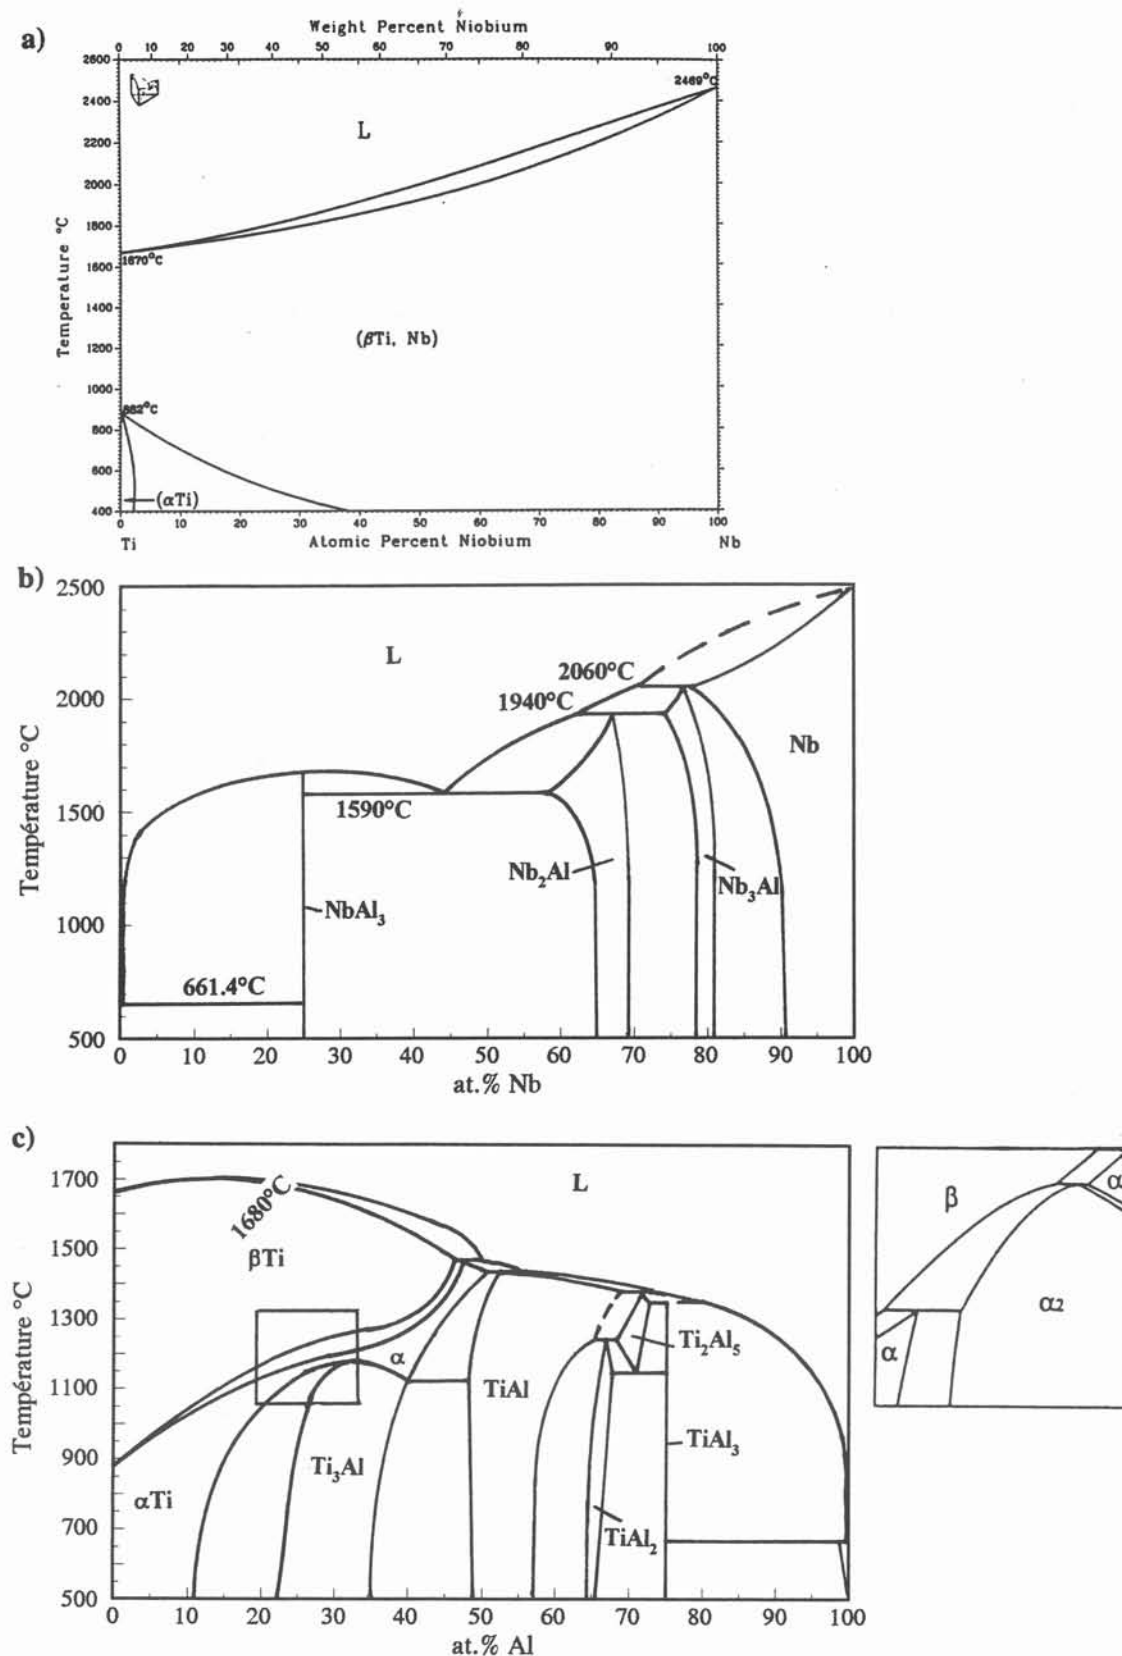 a)
Weight Percent Niobium
0 10 20 30 40 50 60 70 80 90 100
2600
2469°C
2400
L
2200
2000
1800
1670°C
1600
1400
(βTi, Nb)
1200
1000
882°C
800
600
(αTi)
400
0 10 20 30 40 50 60 70 80 90 100
Ti Atomic Percent Niobium Nb
Temperature °C
b)
2500
L
2060°C
2000
1940°C
Nb
1590°C
1500
Nb₂Al
Nb₃Al
NbAl₃
1000
661.4°C
500
0 10 20 30 40 50 60 70 80 90 100
at.% Nb
Température °C
c)
1700
L
1680°C
1500
βTi
1300
Ti₂Al₅
α
1100
TiAl
TiAl₃
900
Ti₃Al
αTi
700
TiAl₂
500
0 10 20 30 40 50 60 70 80 90 100
at.% Al
Température °C
β
α
α₂
α